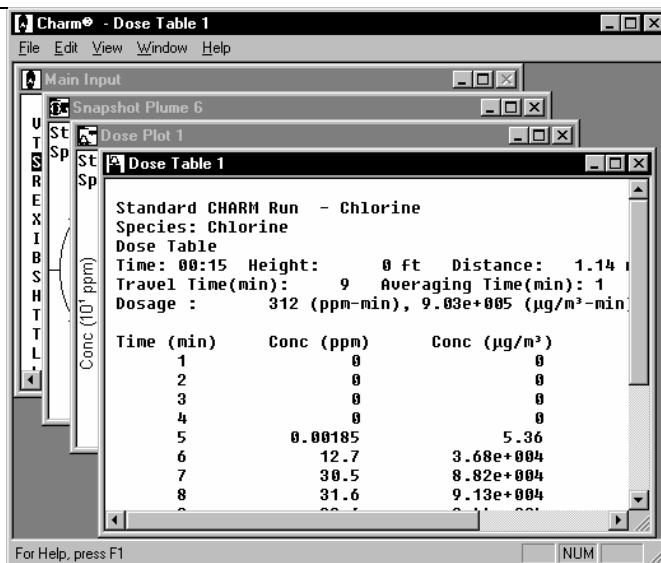 Charm® - Dose Table 1
File Edit View Window Help
Main Input
Snapshot Plume 6
Dose Plot 1
Dose Table 1
U
T
S
R
E
X
I
B
S
H
T
T
L
St
Sp
St
Sp
Conc (10¹ ppm)
Standard CHARM Run - Chlorine
Species: Chlorine
Dose Table
Time: 00:15 Height: 0 ft Distance: 1.14
Travel Time(min): 9 Averaging Time(min): 1
Dosage : 312 (ppm-min), 9.03e+005 (µg/m³-min
Time (min) Conc (ppm) Conc (µg/m³)
1 0 0
2 0 0
3 0 0
4 0 0
5 0.00185 5.36
6 12.7 3.68e+004
7 30.5 8.82e+004
8 31.6 9.13e+004
For Help, press F1
NUM